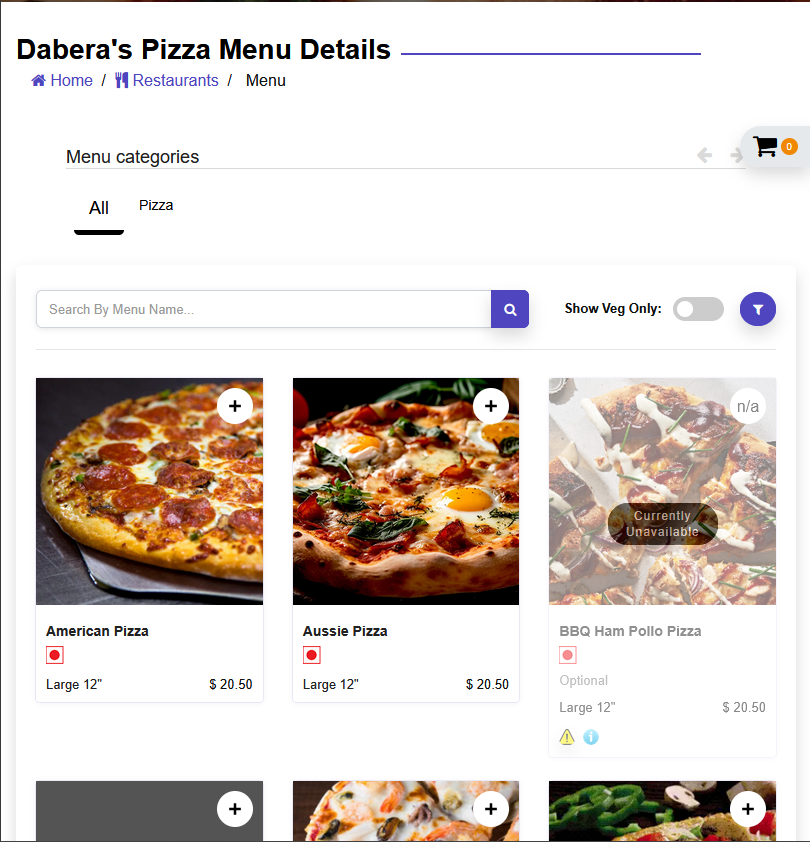 Dabera's Pizza Menu Details
Home / Restaurants / Menu
Menu categories
0
All Pizza
Search By Menu Name...
Show Veg Only:
n/a
Currently
Unavailable
American Pizza
Large 12" $ 20.50
Aussie Pizza
Large 12" $ 20.50
BBQ Ham Pollo Pizza
Optional
Large 12" $ 20.50